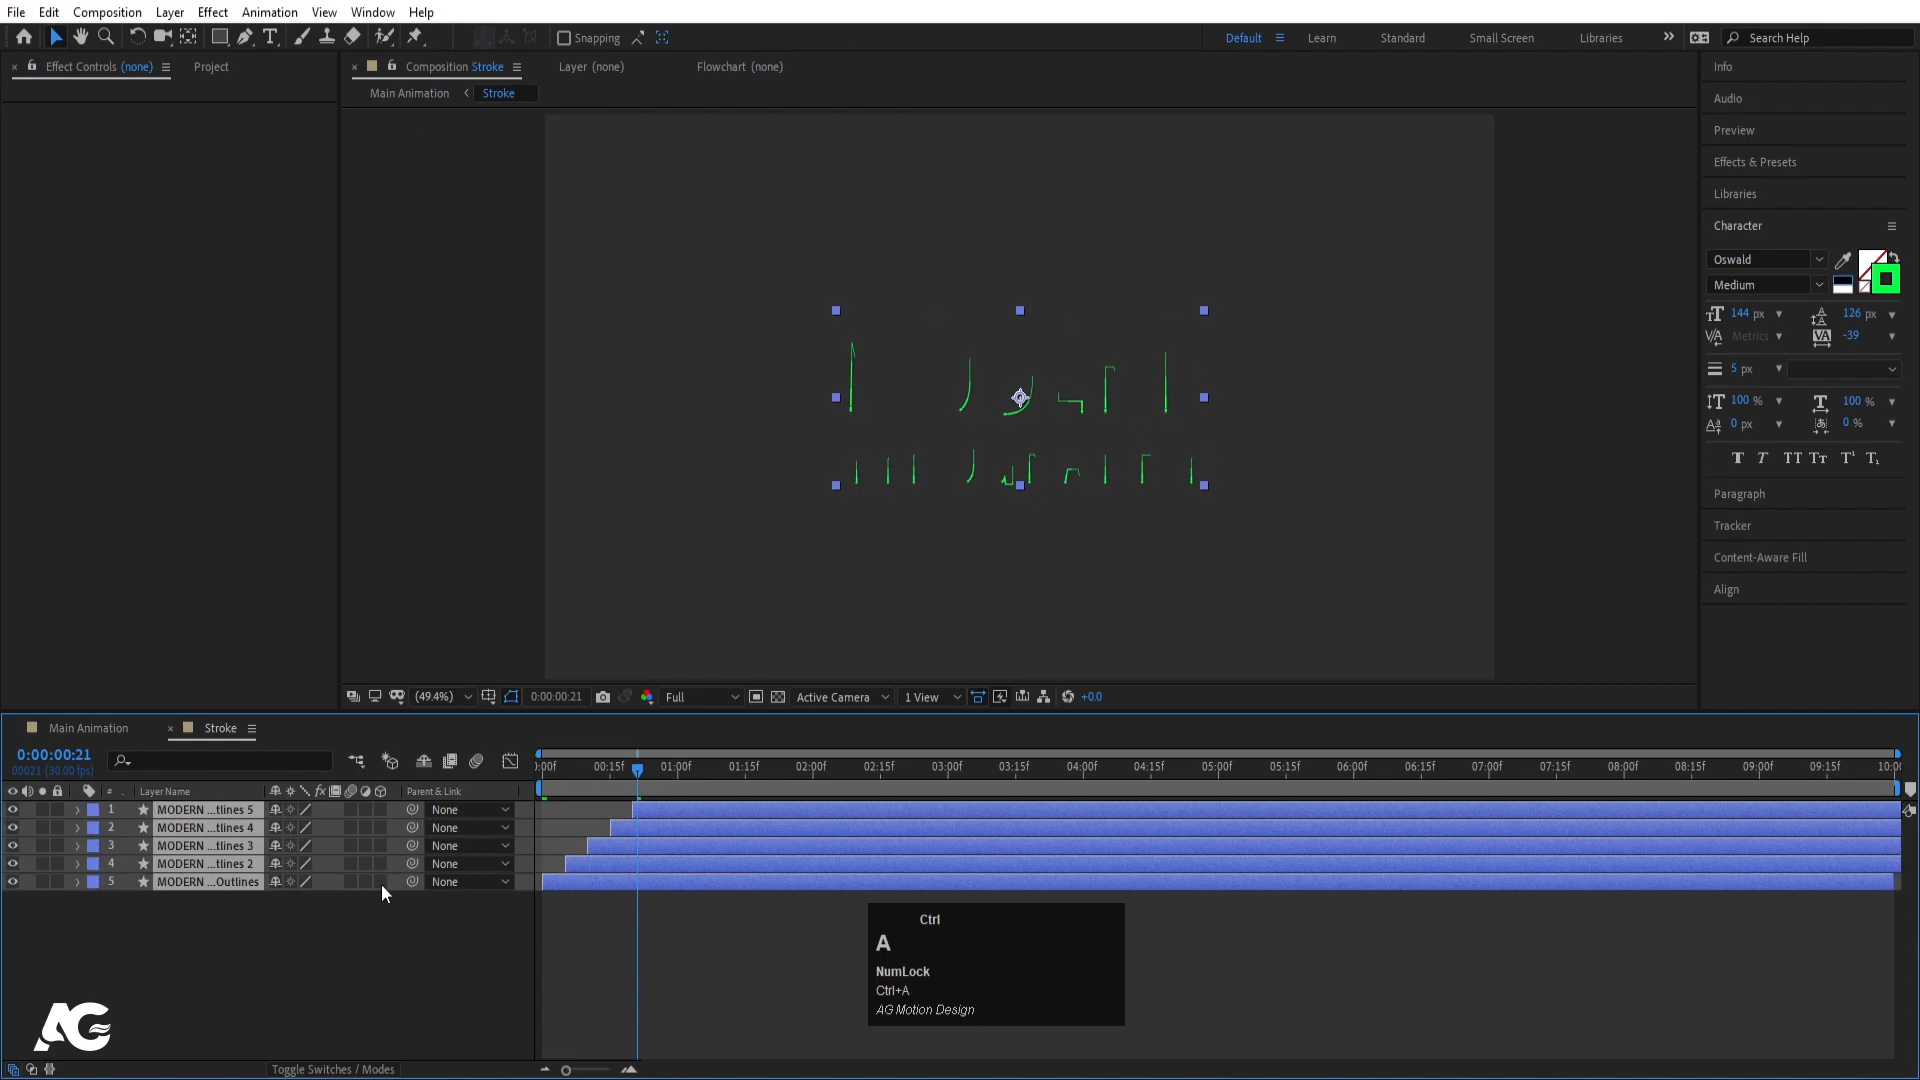 File Edit Composition Layer Effect Animation View Window Help
Snapping Default Learn Standard Small Screen Libraries Search Help
Effect Controls (none) Project Composition Stroke Layer (none) Flowchart (none) Info
Main Animation Stroke
Audio
Preview
Effects & Presets
Libraries
Character
Oswald
Medium
144 px 126 px
Metrics -39
5 px
100 % 100 %
0 px 0 %
Paragraph
Tracker
Content-Aware Fill
Align
(49.4%) 0:00:00:21 Full Active Camera 1 View +0.0
Main Animation Stroke
0:00:00:21
00021 (30.00 fps)
:00f 00:15f 01:00f 01:15f 02:00f 02:15f 03:00f 03:15f 04:00f 04:15f 05:00f 05:15f 06:00f 06:15f 07:00f 07:15f 08:00f 08:15f 09:00f 09:15f 10:00
# Layer Name Parent & Link
1 MODERN ...tlines 5 None
2 MODERN ...tlines 4 None
3 MODERN ...tlines 3 None
4 MODERN ...tlines 2 None
5 MODERN ...Outlines None
Ctrl
A
NumLock
Ctrl+A
AG Motion Design
AG
Toggle Switches / Modes